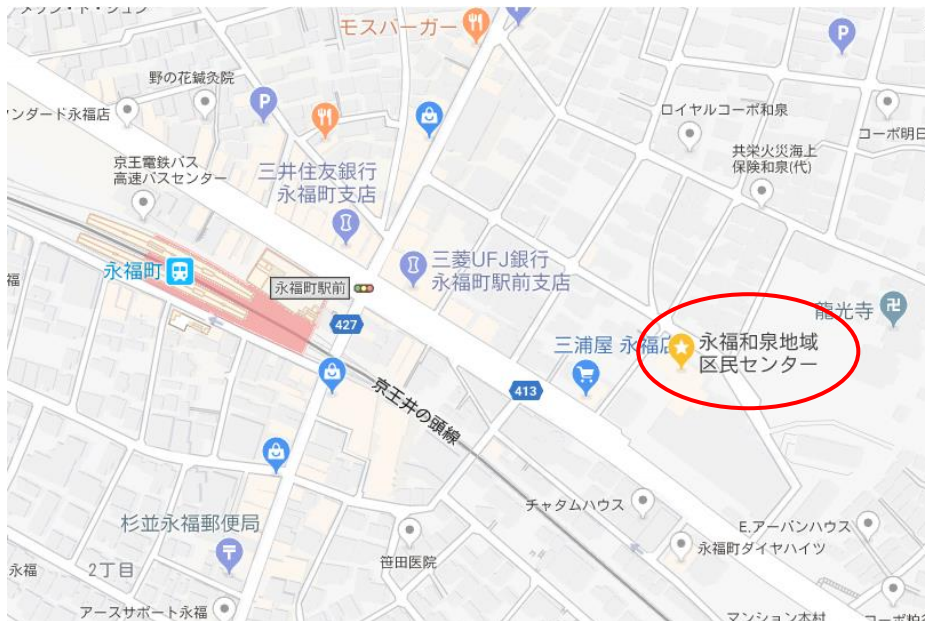 モスバーガー
野の花鍼灸院
ンダード永福店
ロイヤルコーポ和泉
コーポ明日
京王電鉄バス
高速バスセンター
三井住友銀行
永福町支店
共栄火災海上
保険和泉(代)
三菱UFJ銀行
永福町駅前支店
永福町
永福町駅前
福
427
龍光寺
三浦屋 永福店
永福和泉地域
区民センター
413
京王井の頭線
チャタムハウス
杉並永福郵便局
E.アーバンハウス
永福町ダイヤハイツ
笹田医院
永福
2丁目
アースサポート永福
マンション本村